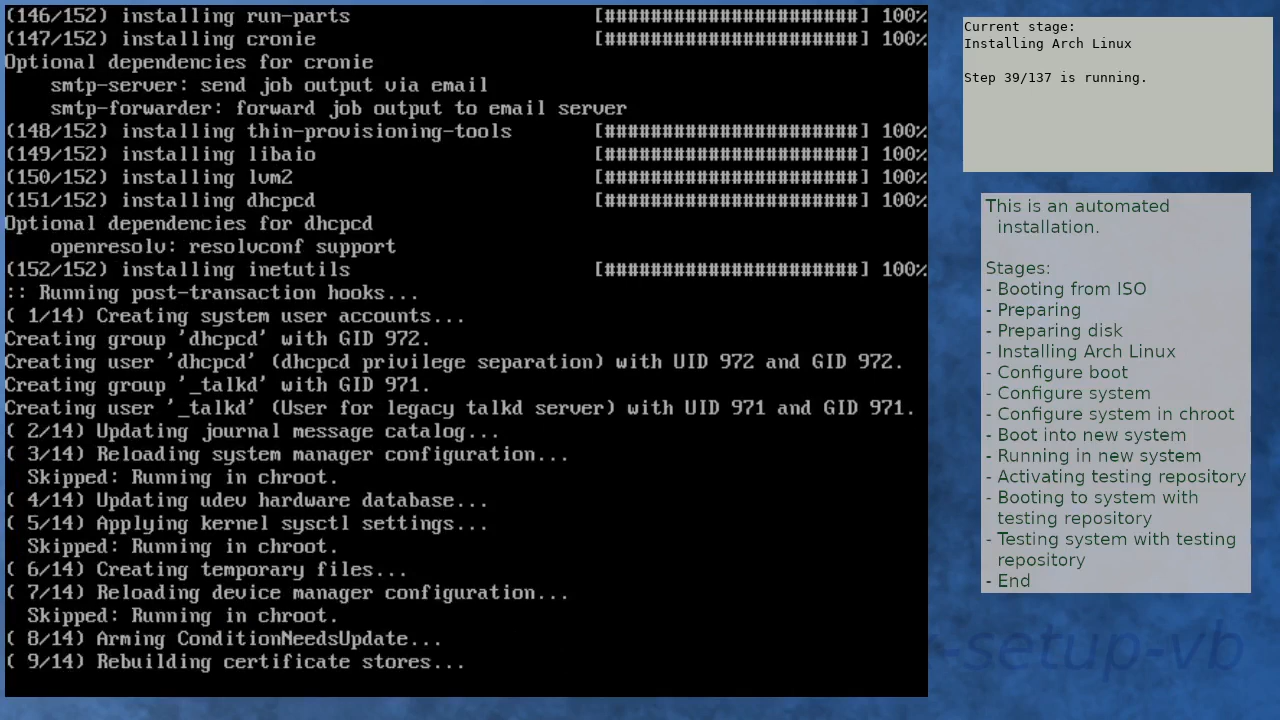 (146/152) installing run-parts [######################] 100%
(147/152) installing cronie [######################] 100%
Optional dependencies for cronie
smtp-server: send job output via email
smtp-forwarder: forward job output to email server
(148/152) installing thin-provisioning-tools [######################] 100%
(149/152) installing libaio [######################] 100%
(150/152) installing lvm2 [######################] 100%
(151/152) installing dhcpcd [######################] 100%
Optional dependencies for dhcpcd
openresolv: resolvconf support
(152/152) installing inetutils [######################] 100%
:: Running post-transaction hooks...
( 1/14) Creating system user accounts...
Creating group 'dhcpcd' with GID 972.
Creating user 'dhcpcd' (dhcpcd privilege separation) with UID 972 and GID 972.
Creating group '_talkd' with GID 971.
Creating user '_talkd' (User for legacy talkd server) with UID 971 and GID 971.
( 2/14) Updating journal message catalog...
( 3/14) Reloading system manager configuration...
Skipped: Running in chroot.
( 4/14) Updating udev hardware database...
( 5/14) Applying kernel sysctl settings...
Skipped: Running in chroot.
( 6/14) Creating temporary files...
( 7/14) Reloading device manager configuration...
Skipped: Running in chroot.
( 8/14) Arming ConditionNeedsUpdate...
( 9/14) Rebuilding certificate stores...
Current stage:
Installing Arch Linux
Step 39/137 is running.
This is an automated
installation.
Stages:
- Booting from ISO
- Preparing
- Preparing disk
- Installing Arch Linux
- Configure boot
- Configure system
- Configure system in chroot
- Boot into new system
- Running in new system
- Activating testing repository
- Booting to system with
testing repository
- Testing system with testing
repository
- End
-setup-vb